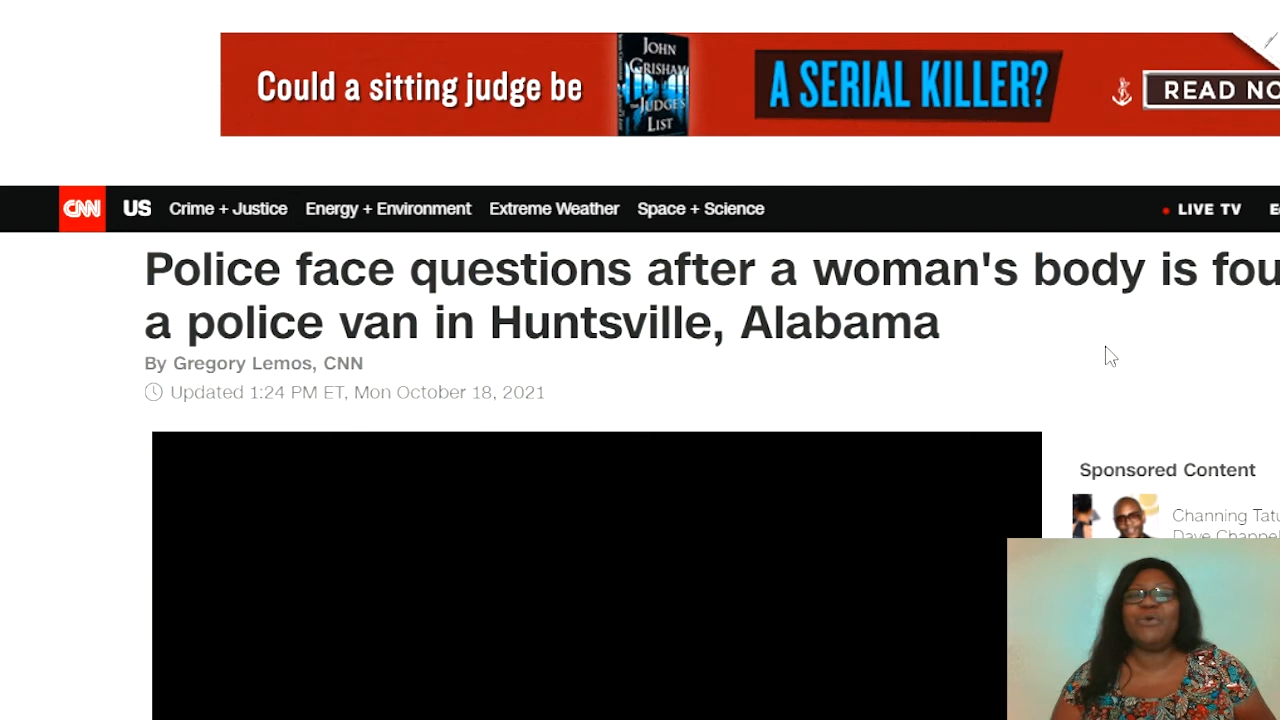 Could a sitting judge be
JOHN
GRISHAM
THE JUDGE'S
LIST
A SERIAL KILLER?
READ NO
CNN US Crime + Justice Energy + Environment Extreme Weather Space + Science LIVE TV E
Police face questions after a woman's body is fou
a police van in Huntsville, Alabama
By Gregory Lemos, CNN
Updated 1:24 PM ET, Mon October 18, 2021
Sponsored Content
Channing Tatu
Dave Chappel